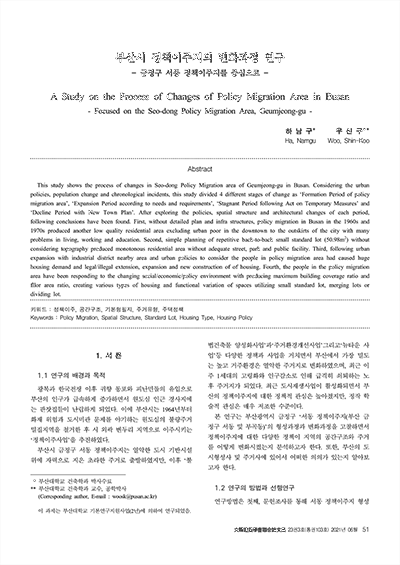 부산시 정책이주지의 변화과정 연구
- 금정구 서동 정책이주지를 중심으로 -
A Study on the Process of Changes of Policy Migration Area in Busan
- Focused on the Seo-dong Policy Migration Area, Geumjeong-gu -
하 남 구* 우 신 구**
Ha, Namgu Woo, Shin-Koo
Abstract
This study shows the process of changes in Seo-dong Policy Migration area of Geumjeong-gu in Busan. Considering the urban
policies, population change and chronological incidents, this study divided 4 different stages of change as 'Formation Period of policy
migration area', 'Expansion Period according to needs and requirements', 'Stagnant Period following Act on Temporary Measures' and
'Decline Period with New Town Plan'. After exploring the policies, spatial structure and architectural changes of each period,
following conclusions have been found. First, without detailed plan and infra structures, policy migration in Busan in the 1960s and
1970s produced another low quality residential area excluding urban poor in the downtown to the outskirts of the city with many
problems in living, working and education. Second, simple planning of repetitive back-to-back small standard lot (50.98m²) without
considering topography produced monotonous residential area without adequate street, park and public facility. Third, following urban
expansion with industrial district nearby area and urban policies to consider the people in policy migration area had caused huge
housing demand and legal/illegal extension, expansion and new construction of of housing. Fourth, the people in the policy migration
area have been responding to the changing social/economic/policy environment with producing maximum building coverage ratio and
floor area ratio, creating various types of housing and functional variation of spaces utilizing small standard lot, merging lots or
dividing lot.
키워드 : 정책이주, 공간구조, 기본필지, 주거유형, 주택정책
Keywords : Policy Migration, Spatial Structure, Standard Lot, Housing Type, Housing Policy
1. 서 론
1.1 연구의 배경과 목적
광복과 한국전쟁 이후 귀향 동포와 피난민들의 유입으로
부산의 인구가 급속하게 증가하면서 원도심 인근 경사지에
는 판잣집들이 난립하게 되었다. 이에 부산시는 1964년부터
화재 위험과 도시미관 문제를 야기하는 원도심의 불량주거
밀집지역을 철거한 후 시 외곽 변두리 지역으로 이주시키는
'정책이주사업'을 추진하였다.
부산시 금정구 서동 정책이주지는 열악한 도시 기반시설
위에 자력으로 지은 초라한 주거로 출발하였지만, 이후 '불
* 부산대학교 건축학과 박사수료
** 부산대학교 건축학과 교수, 공학박사
(Corresponding author, E-mail : woosk@pusan.ac.kr)
이 과제는 부산대학교 기본연구지원사업(2년)에 의하여 연구되었음.
법건축물 양성화사업'과 '주거환경개선사업' 그리고 '뉴타운 사
업'등 다양한 정책과 사업을 거치면서 부산에서 가장 밀도
는 높고 거주환경은 열악한 주거지로 변화하였으며, 최근 이
주 1세대의 고령화와 인구감소로 인해 급격히 쇠퇴하는 노
후 주거지가 되었다. 최근 도시재생사업이 활성화되면서 부
산의 정책이주지에 대한 정책적 관심은 높아졌지만, 정작 학
술적 관심은 매우 저조한 수준이다.
본 연구는 부산광역시 금정구 '서동 정책이주지(부산 금
정구 서동 및 부곡동)'의 형성과정과 변화과정을 고찰하면서
정책이주지에 대한 다양한 정책이 지역의 공간구조와 주거
를 어떻게 변화시켰는지 분석하고자 한다. 또한, 부산의 도
시형성사 및 주거사에 있어서 어떠한 의의가 있는지 알아보
고자 한다.
1.2 연구의 방법과 선행연구
연구방법은 첫째, 문헌조사를 통해 서동 정책이주지 형성
23권3호(통권103호) 2021년 06월 51